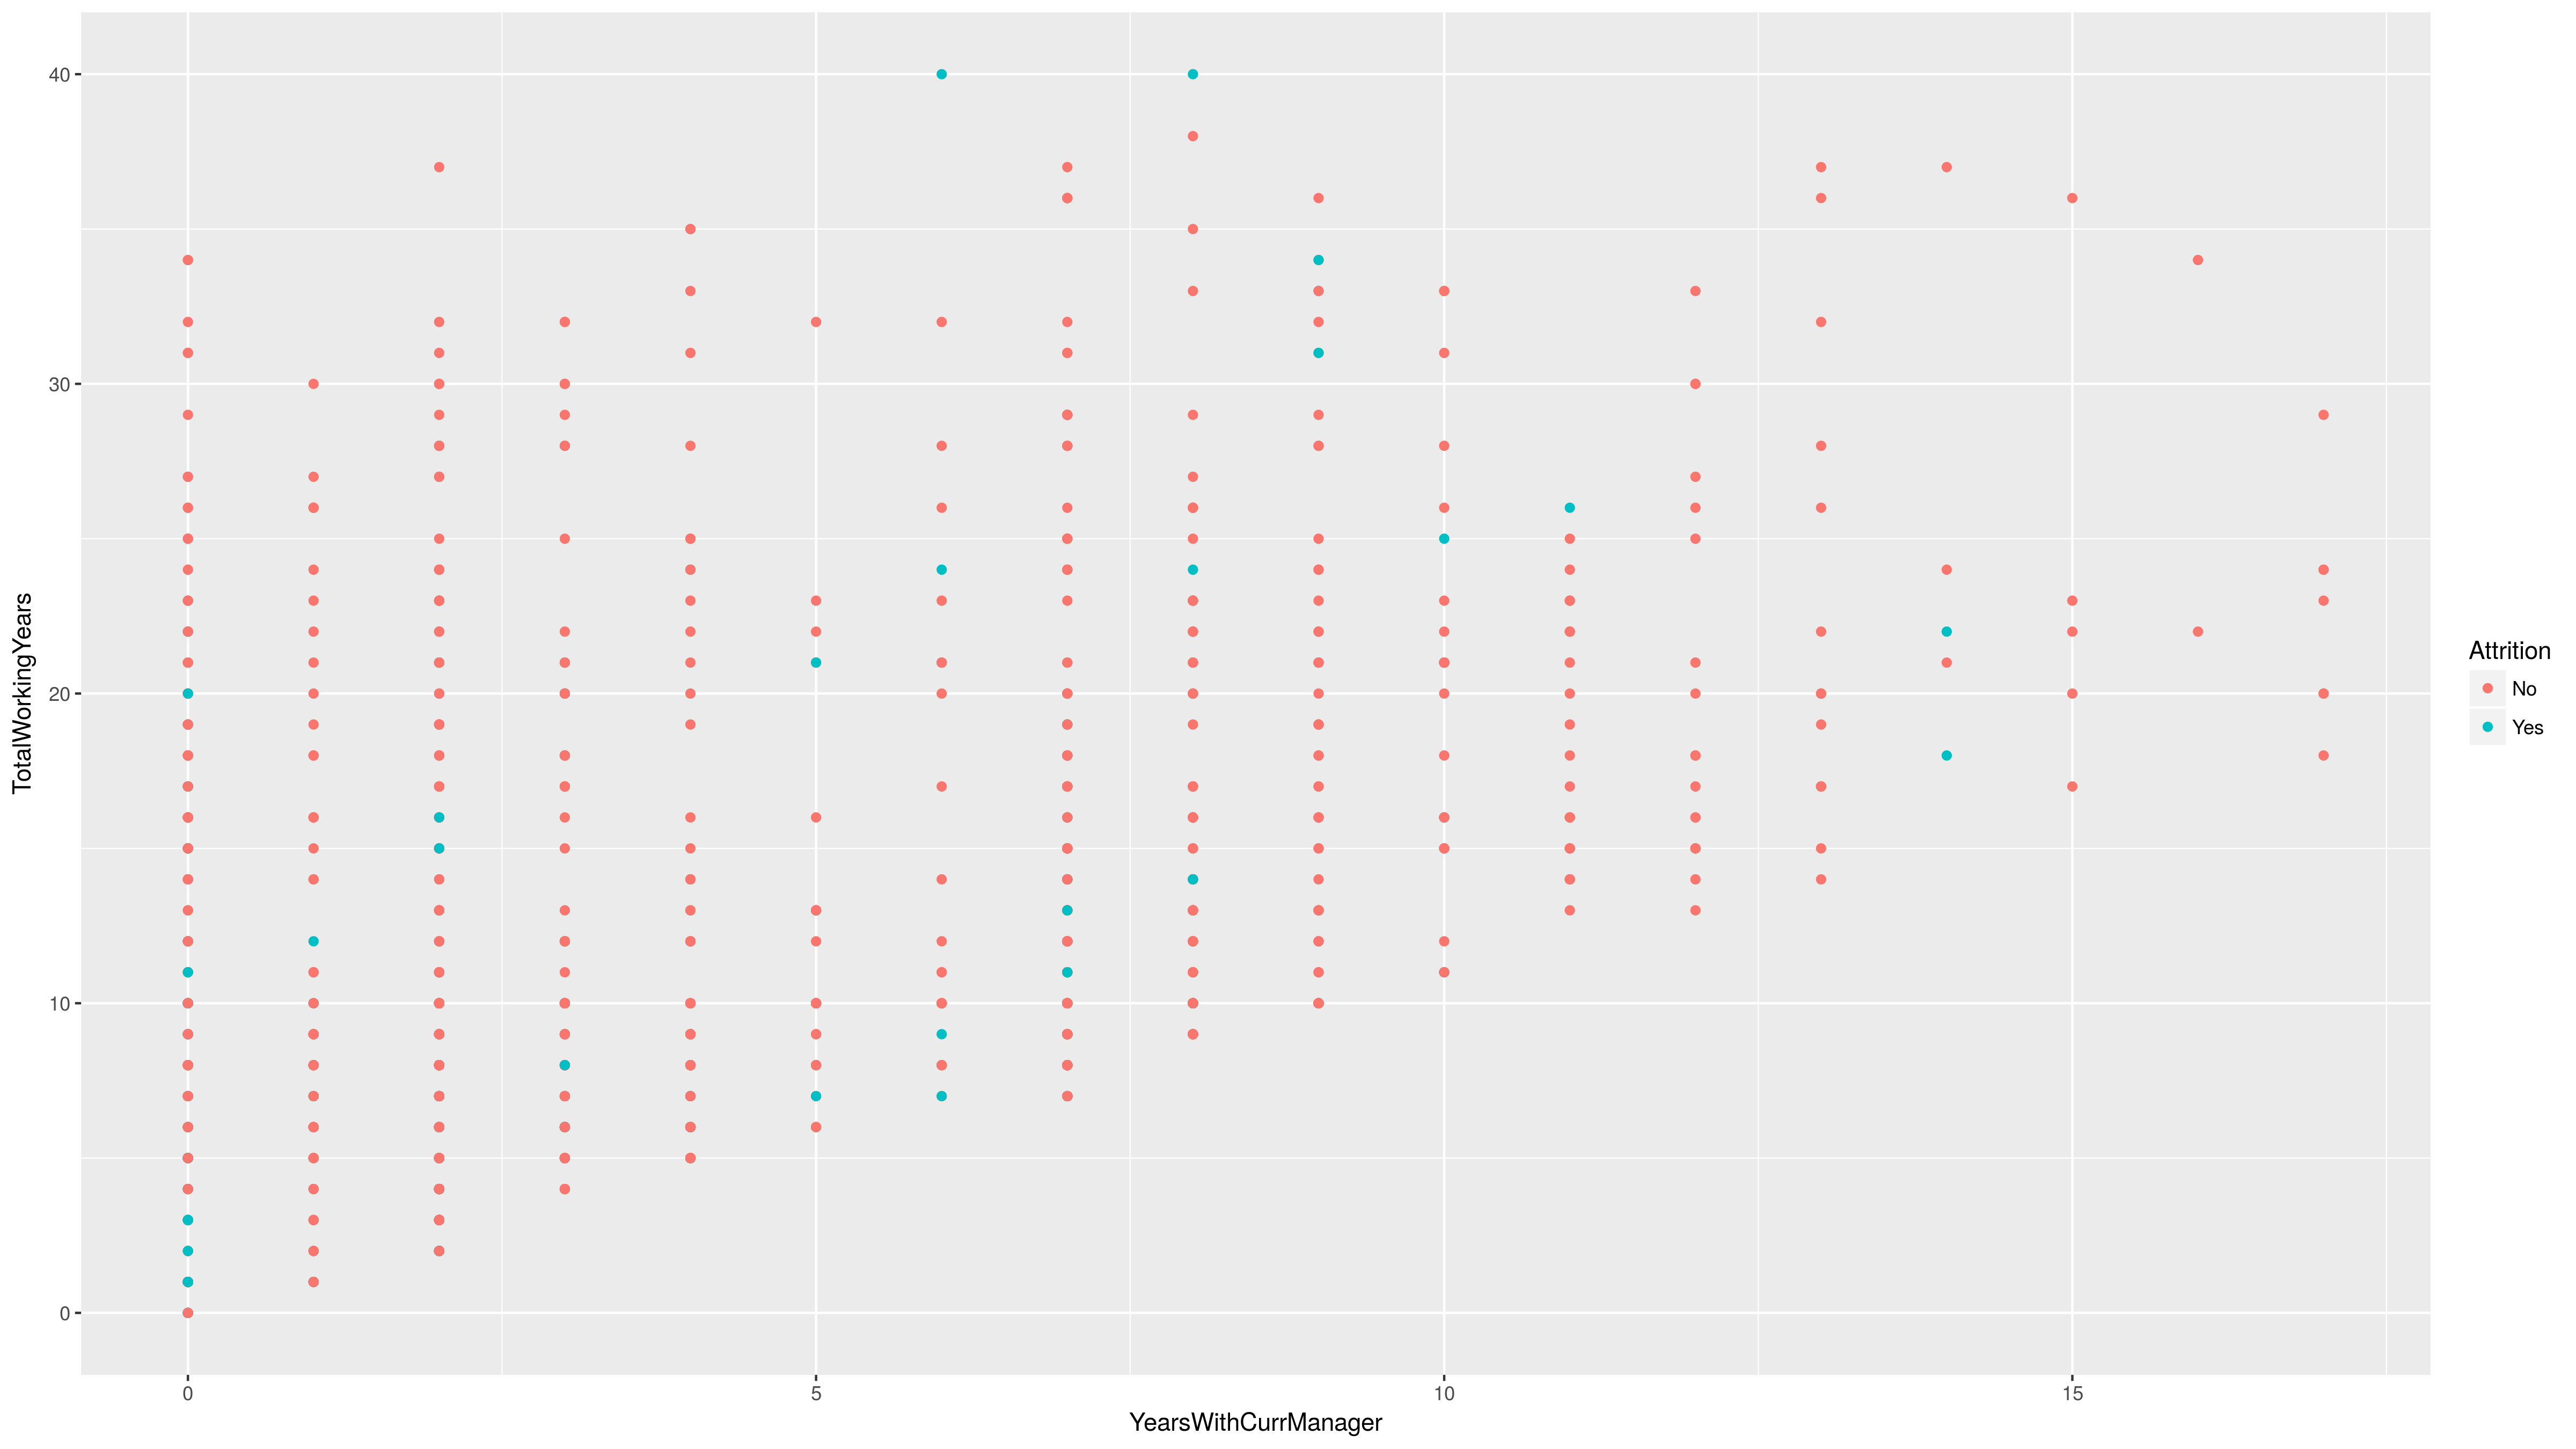 40
30
20
10
0
TotalWorkingYears
0
5
10
15
YearsWithCurrManager
Attrition
No
Yes